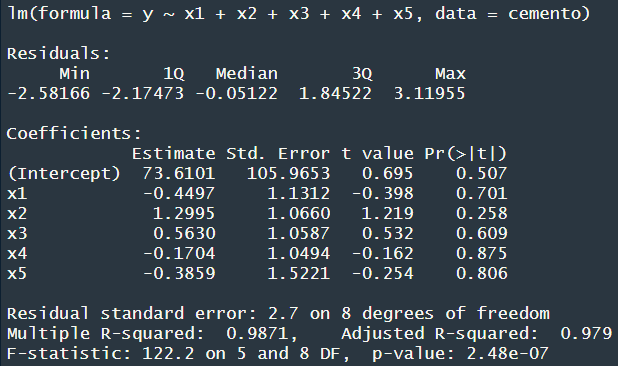 lm(formula = y ~ x1 + x2 + x3 + x4 + x5, data = cemento)

Residuals:
     Min       1Q   Median       3Q      Max
-2.58166 -2.17473 -0.05122  1.84522  3.11955

Coefficients:
            Estimate Std. Error t value Pr(>|t|)
(Intercept)  73.6101   105.9653   0.695    0.507
x1           -0.4497     1.1312  -0.398    0.701
x2            1.2995     1.0660   1.219    0.258
x3            0.5630     1.0587   0.532    0.609
x4           -0.1704     1.0494  -0.162    0.875
x5           -0.3859     1.5221  -0.254    0.806

Residual standard error: 2.7 on 8 degrees of freedom
Multiple R-squared:  0.9871,    Adjusted R-squared:  0.979
F-statistic: 122.2 on 5 and 8 DF,  p-value: 2.48e-07